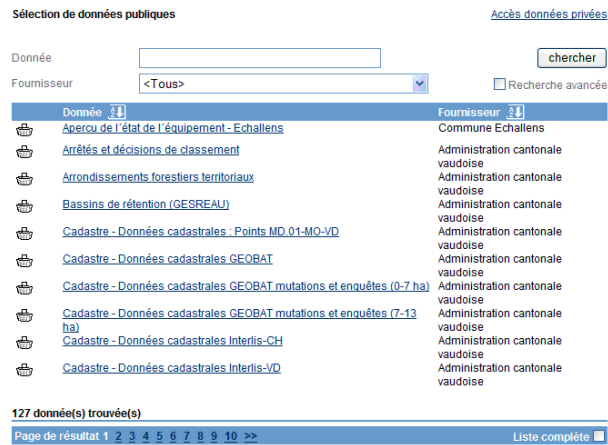 Sélection de données publiques Accès données privées
Donnée chercher
Fournisseur <Tous> Recherche avancée
Donnée Fournisseur
Apercu de l´état de l´équipement - Echallens Commune Echallens
Arrêtés et décisions de classement Administration cantonale
vaudoise
Arrondissements forestiers territoriaux Administration cantonale
vaudoise
Bassins de rétention (GESREAU) Administration cantonale
vaudoise
Cadastre - Données cadastrales : Points MD.01-MO-VD Administration cantonale
vaudoise
Cadastre - Données cadastrales GEOBAT Administration cantonale
vaudoise
Cadastre - Données cadastrales GEOBAT mutations et enquêtes (0-7 ha) Administration cantonale
vaudoise
Cadastre - Données cadastrales GEOBAT mutations et enquêtes (7-13 Administration cantonale
ha) vaudoise
Cadastre - Données cadastrales Interlis-CH Administration cantonale
vaudoise
Cadastre - Données cadastrales Interlis-VD Administration cantonale
vaudoise
127 donnée(s) trouvée(s)
Page de résultat 1 2 3 4 5 6 7 8 9 10 >> Liste complète